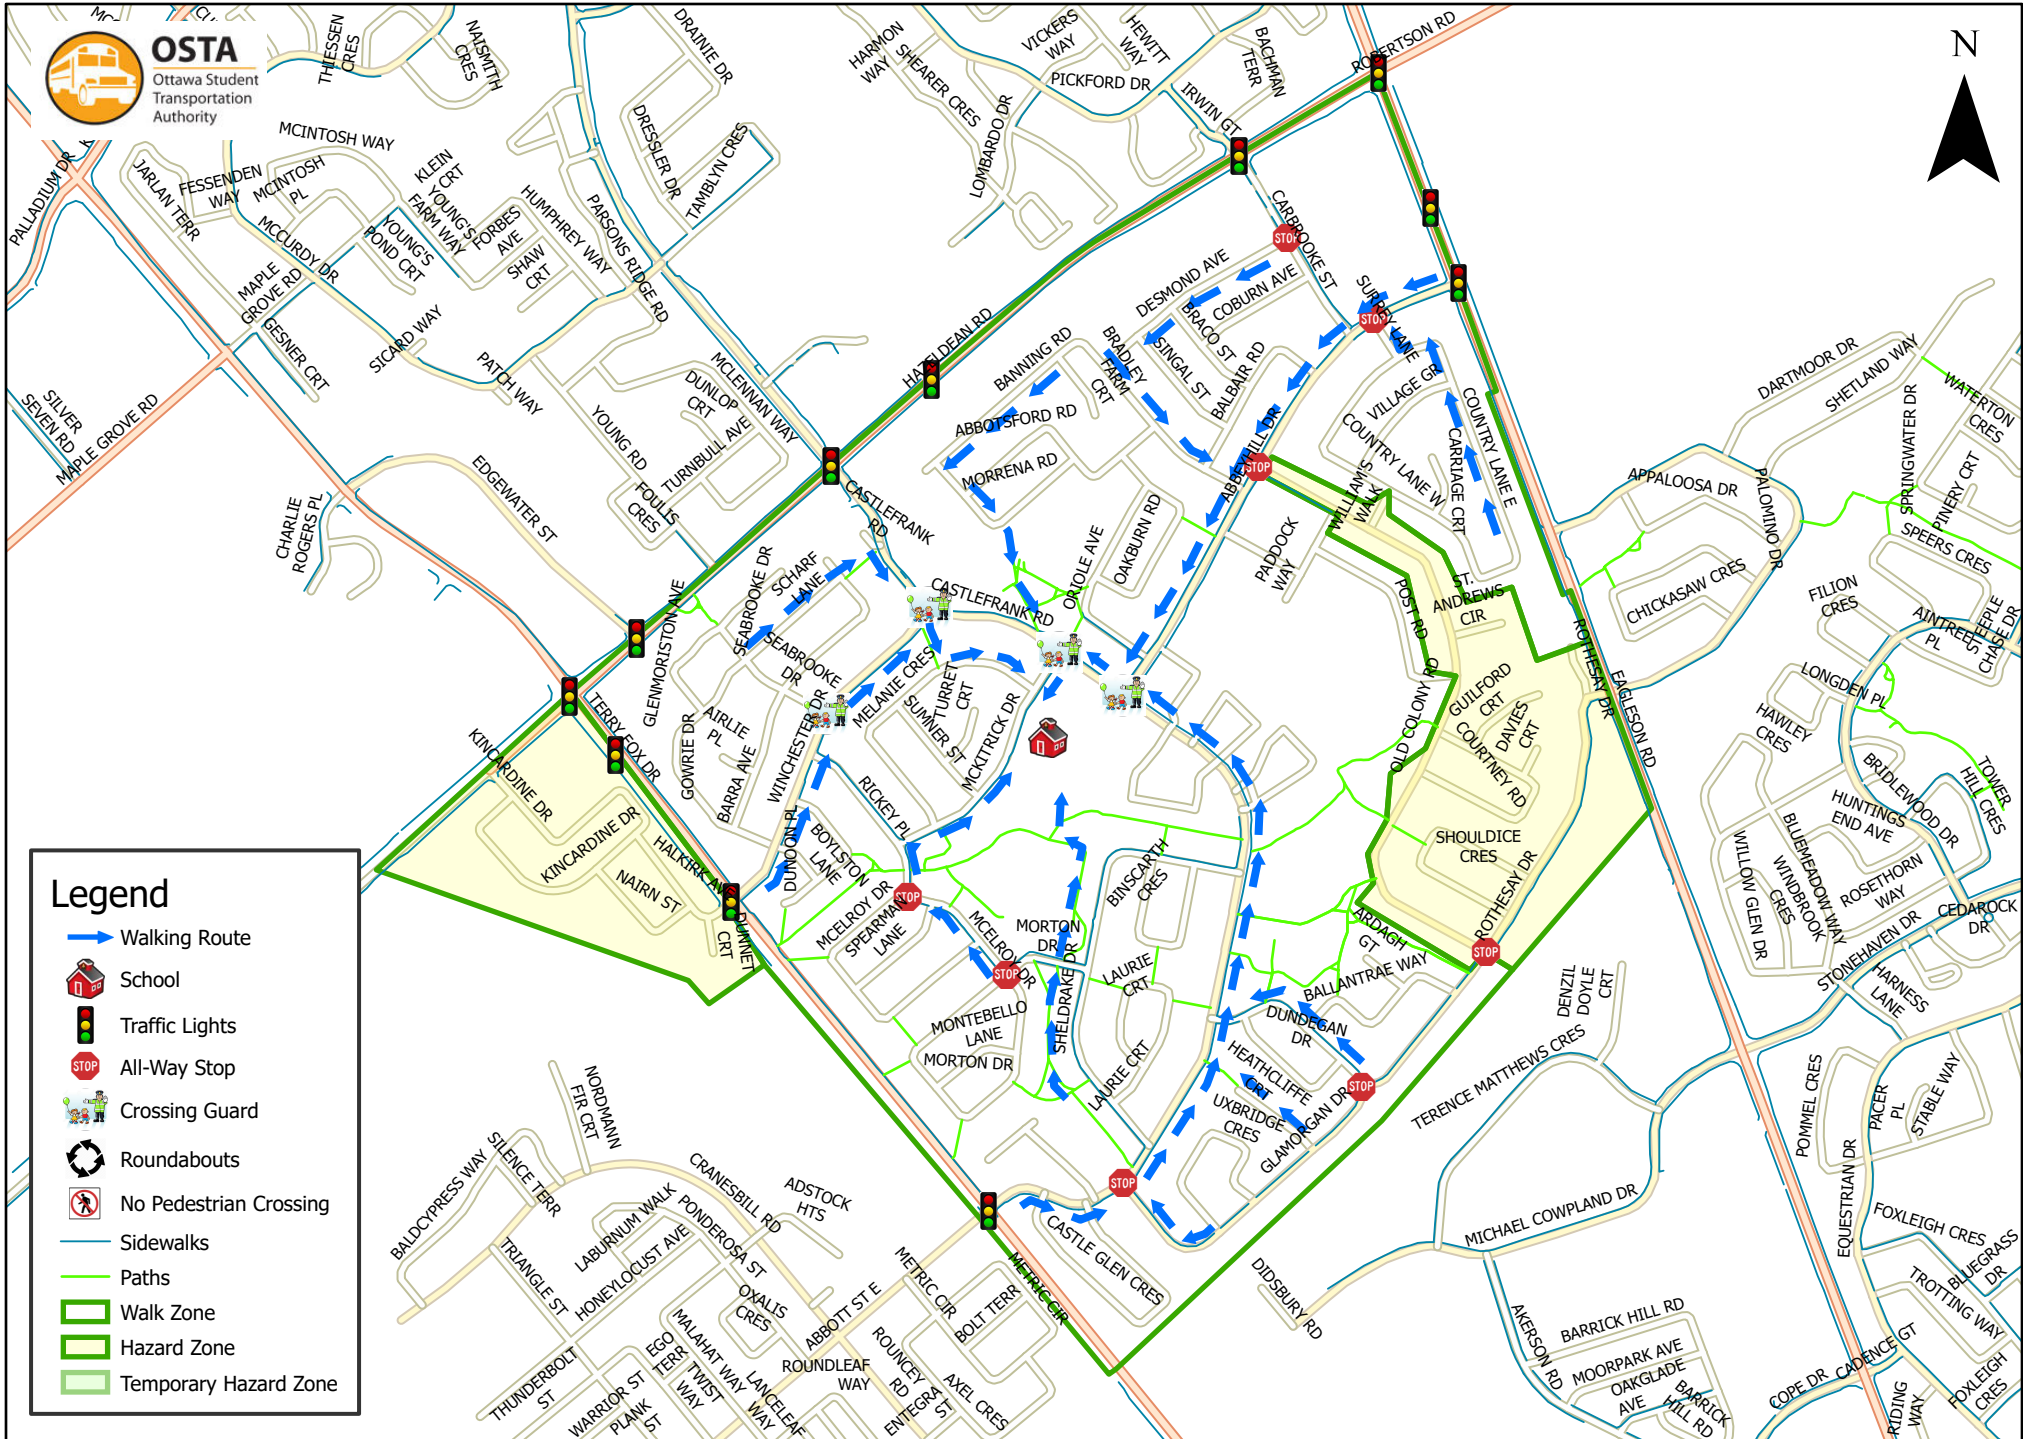 OSTA
Ottawa Student
Transportation
Authority
N
THIESSEN
CRES
NAISMITH
CRES
DRAINIE DR
HARMON
WAY
SHEARER CRES
VICKERS
WAY
HEWITT
WAY
BACHMAN
TERR
ROBERTSON RD
PICKFORD DR
IRWIN GT
LOMBARDO DR
MCINTOSH WAY
DRESSLER DR
TAMBLYN CRES
PALLADIUM DR
JARLAN TERR
FESSENDEN
WAY
MCINTOSH
PL
KLEIN
CRT
YOUNG'S
FARM WAY
FORBES
AVE
HUMPHREY WAY
PARSONS RIDGE RD
YOUNG'S
POND CRT
SHAW
CRT
MCCURDY DR
MAPLE
GROVE RD
GESNER CRT
SICARD WAY
PATCH WAY
CARBROOKE ST
DESMOND AVE
COBURN AVE
BRACO ST
SINGAL ST
BALBAIR RD
SURREY LANE
BRADLEY
FARM
CRT
BANNING RD
ABBOTSFORD RD
MORRENA RD
HAZELDEAN RD
MCLENNAN WAY
DUNLOP
CRT
TURNBULL AVE
YOUNG RD
FOULIS
CRES
SILVER
SEVEN RD
MAPLE GROVE RD
EDGEWATER ST
CHARLIE
ROGERS PL
CASTLEFRANK
RD
VILLAGE GR
COUNTRY LANE W
COUNTRY LANE E
CARRIAGE CRT
WILLIAM'S
WALK
ABBEYHILL DR
PADDOCK
WAY
POST RD
ST.
ANDREWS
CIR
OAKBURN RD
ORIOLE AVE
CASTLEFRANK RD
DARTMOOR DR
SHETLAND WAY
WATERTON
CRES
SPRINGWATER DR
PINERY CRT
SPEERS CRES
APPALOOSA DR
PALOMINO DR
CHICKASAW CRES
FILION
CRES
AINTREE
PL
STEEPLE
CHASE DR
LONGDEN PL
HAWLEY
CRES
BRIDLEWOOD DR
TOWER
HILL CRES
HUNTINGS
END AVE
BLUEMEADOW WAY
WINDBROOK
CRES
WILLOW GLEN DR
ROSETHORN
WAY
CEDAROCK
DR
STONEHAVEN DR
HARNESS
LANE
SCHARF
LANE
SEABROOKE DR
SEABROOKE
DR
GLENMORISTON AVE
GOWRIE DR
AIRLIE
PL
BARRA AVE
WINCHESTER DR
MELANIE CRES
TURRET
CRT
SUMNER ST
MCKITRICK DR
RICKEY PL
DUNOON PL
BOYLSTON
LANE
TERRY FOX DR
KINCARDINE DR
KINCARDINE DR
HALKIRK AVE
NAIRN ST
DUNNET
CRT
MCELROY DR
SPEARMAN
LANE
MCELROY DR
MORTON
DR
BINSCARTH
CRES
SHELDRAKE DR
LAURIE
CRT
LAURIE CRT
MONTEBELLO
LANE
MORTON DR
OLD COLONY RD
GUILFORD
CRT
DAVIES
CRT
COURTNEY RD
SHOULDICE
CRES
ROTHESAY DR
ROTHESAY DR
EAGLESON RD
ARDAGH
GT
BALLANTRAE WAY
DUNDEGAN
DR
HEATHCLIFFE
CRT
UXBRIDGE
CRES
GLAMORGAN DR
DENZIL
DOYLE
CRT
TERENCE MATTHEWS CRES
MICHAEL COWPLAND DR
POMMEL CRES
PACER
PL
STABLE WAY
EQUESTRIAN DR
FOXLEIGH CRES
BLUEGRASS
DR
TROTTING WAY
FOXLEIGH
CRES
RIDING
WAY
CADENCE GT
COPE DR
AKERSON RD
BARRICK HILL RD
MOORPARK AVE
OAKGLADE
AVE
BARRICK
HILL RD
DIDSBURY RD
CASTLE GLEN CRES
METRIC CIR
METRIC CIR
BOLT TERR
ABBOTT ST E
ROUNCEY
RD
ENTEGRA
ST
AXEL CRES
ROUNDLEAF
WAY
LANCELEAF
WAY
MALAHAT WAY
TWIST
WAY
EGO
TERR
WARRIOR ST
PLANK
ST
THUNDERBOLT
ST
OXALIS
CRES
HONEYLOCUST AVE
LABURNUM WALK
PONDEROSA ST
CRANESBILL RD
ADSTOCK
HTS
TRIANGLE ST
SILENCE TERR
BALDCYPRESS WAY
NORDMANN
FIR CRT
STOP
STOP
STOP
STOP
STOP
STOP
STOP
STOP
Legend
Walking Route
School
Traffic Lights
STOP
All-Way Stop
Crossing Guard
Roundabouts
No Pedestrian Crossing
Sidewalks
Paths
Walk Zone
Hazard Zone
Temporary Hazard Zone